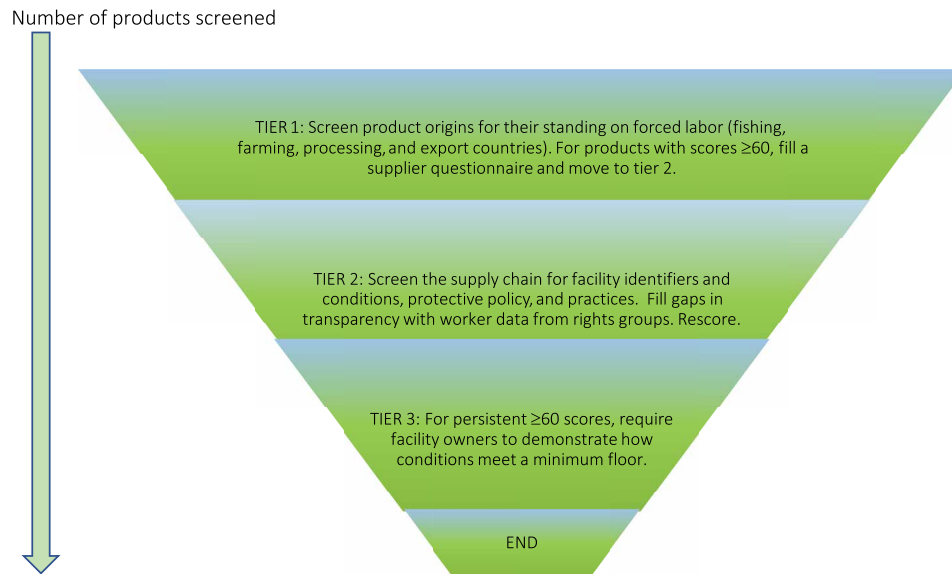 Number of products screened
TIER 1: Screen product origins for their standing on forced labor (fishing,
farming, processing, and export countries). For products with scores ≥60, fill a
supplier questionnaire and move to tier 2.
TIER 2: Screen the supply chain for facility identifiers and
conditions, protective policy, and practices.  Fill gaps in
transparency with worker data from rights groups. Rescore.
TIER 3: For persistent ≥60 scores, require
facility owners to demonstrate how
conditions meet a minimum floor.
END